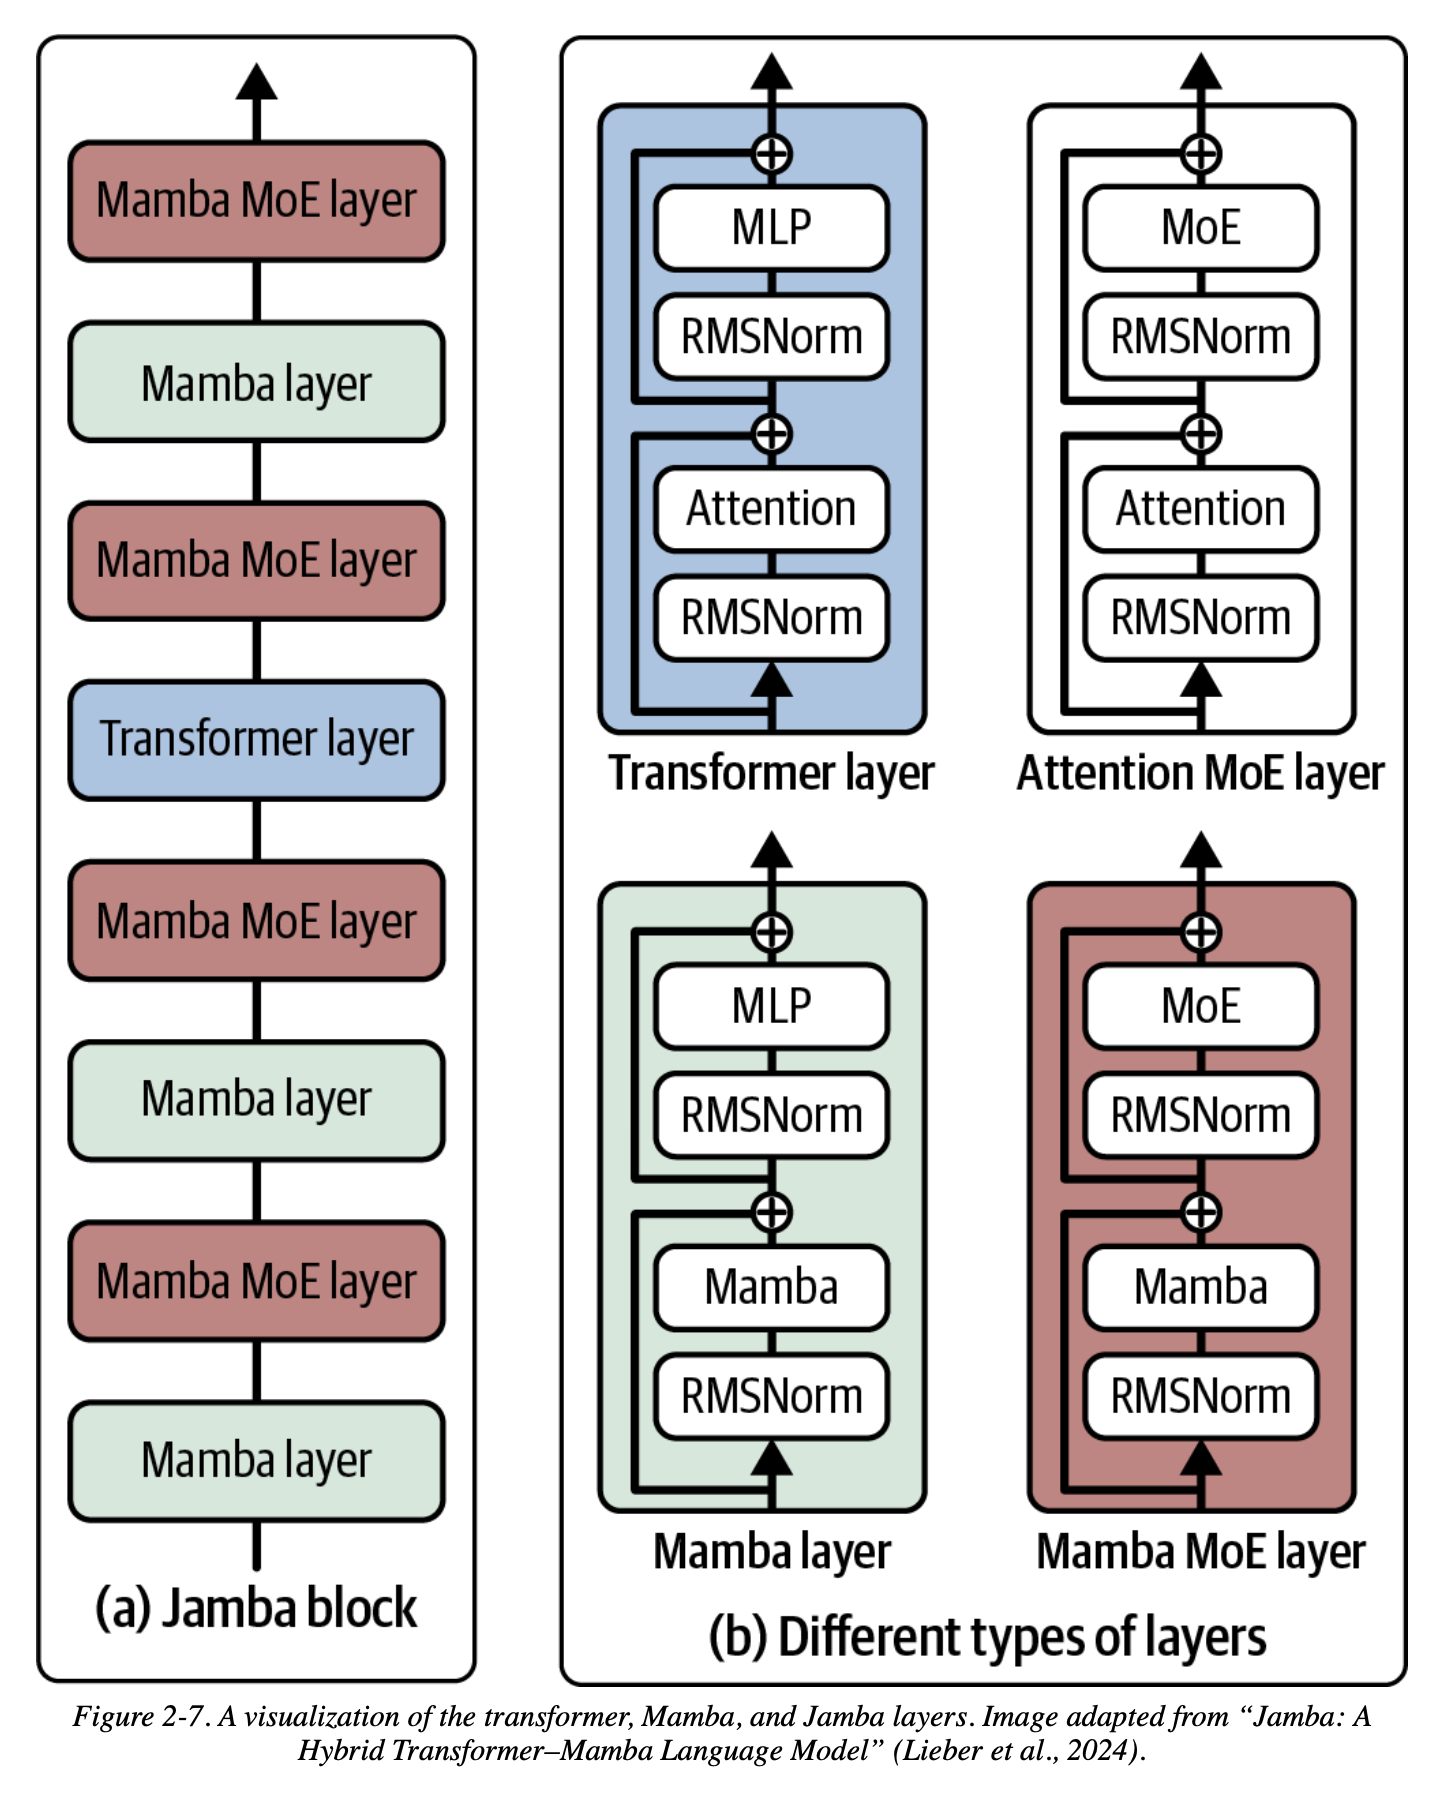 Mamba MoE layer
Mamba layer
Mamba MoE layer
Transformer layer
Mamba MoE layer
Mamba layer
Mamba MoE layer
Mamba layer
(a) Jamba block
MLP
RMSNorm
Attention
RMSNorm
Transformer layer
MoE
RMSNorm
Attention
RMSNorm
Attention MoE layer
MLP
RMSNorm
Mamba
RMSNorm
Mamba layer
MoE
RMSNorm
Mamba
RMSNorm
Mamba MoE layer
(b) Different types of layers
Figure 2-7. A visualization of the transformer, Mamba, and Jamba layers. Image adapted from “Jamba: A
Hybrid Transformer–Mamba Language Model” (Lieber et al., 2024).